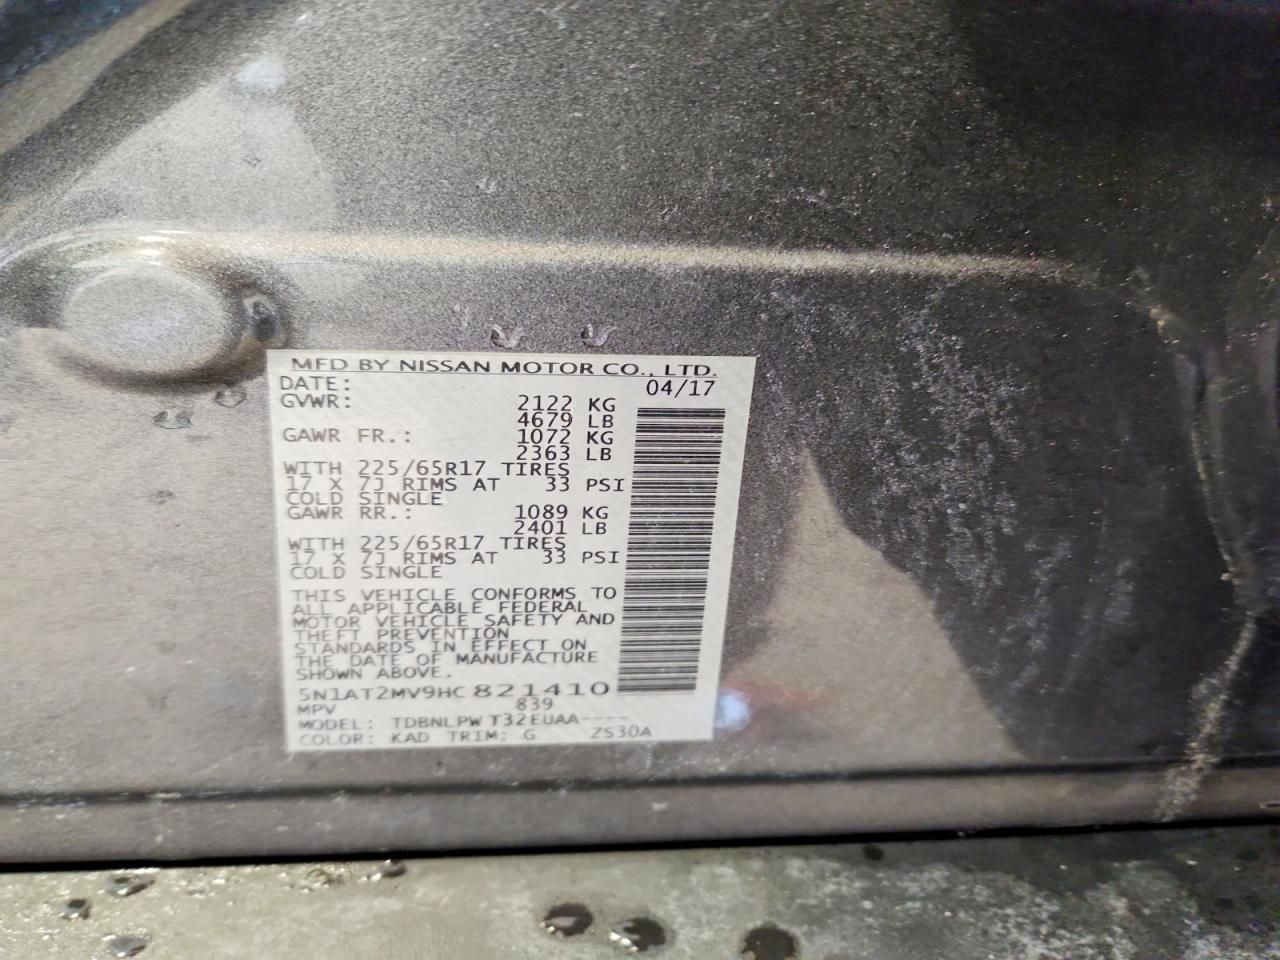 MFD BY NISSAN MOTOR CO., LTD.
DATE: 04/17
GVWR: 2122 KG
4679 LB
GAWR FR.: 1072 KG
2363 LB
WITH 225/65R17 TIRES
17 X 7J RIMS AT 33 PSI
COLD SINGLE
GAWR RR.: 1089 KG
2401 LB
WITH 225/65R17 TIRES
17 X 7J RIMS AT 33 PSI
COLD SINGLE
THIS VEHICLE CONFORMS TO
ALL APPLICABLE FEDERAL
MOTOR VEHICLE SAFETY AND
THEFT PREVENTION
STANDARDS IN EFFECT ON
THE DATE OF MANUFACTURE
SHOWN ABOVE.
5N1AT2MV9HC821410
MPV 839
MODEL: TDBNLPW T32EUAA----
COLOR: KAD TRIM: G ZS30A